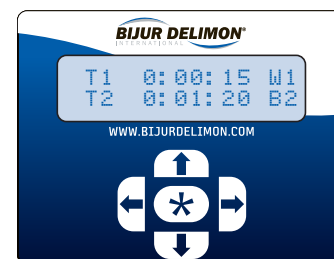 BIJUR DELIMON®
INTERNATIONAL
T1 0:00:15 W1
T2 0:01:20 B2
WWW.BIJURDELIMON.COM